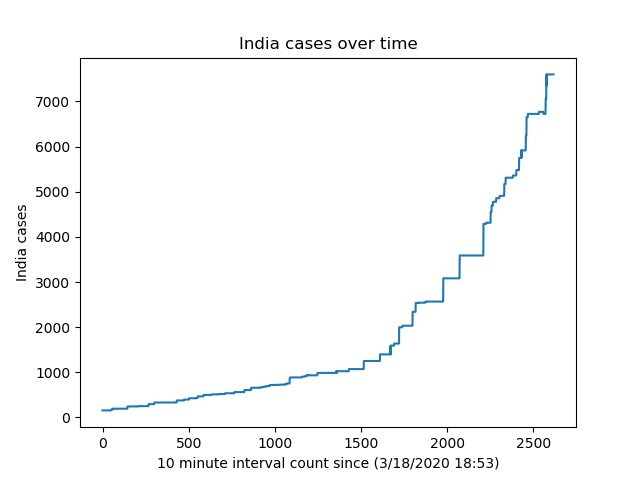 India cases over time
7000
6000
5000
4000
3000
2000
1000
0
India cases
0 500 1000 1500 2000 2500
10 minute interval count since (3/18/2020 18:53)